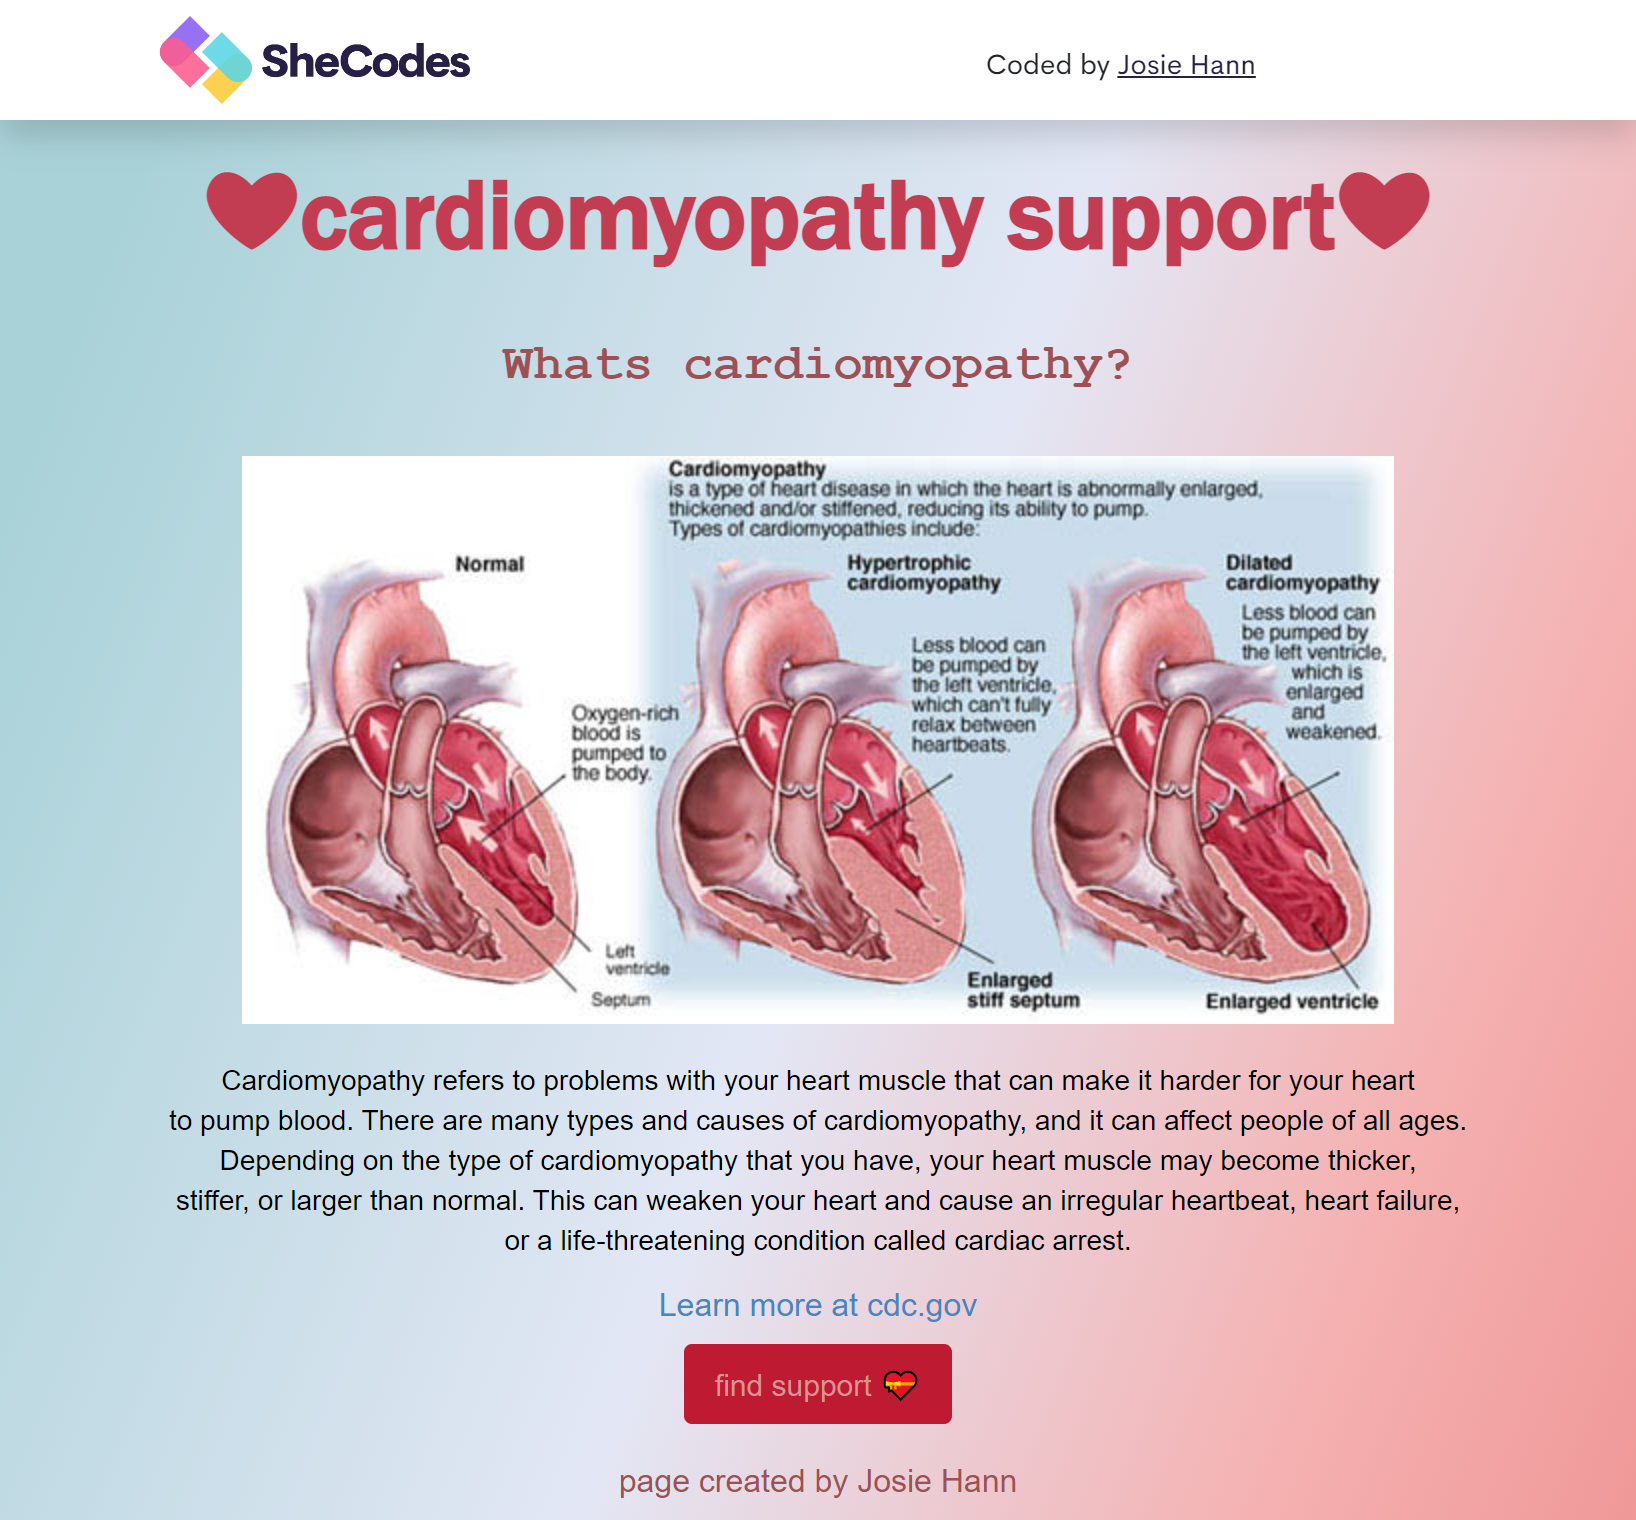 SheCodes
Coded by Josie Hann
cardiomyopathy support
Whats cardiomyopathy?
Cardiomyopathy
is a type of heart disease in which the heart is abnormally enlarged,
thickened and/or stiffened, reducing its ability to pump.
Types of cardiomyopathies include:
Normal
Oxygen-rich
blood is
pumped to
the body.
Left
ventricle
Septum
Hypertrophic
cardiomyopathy
Less blood can
be pumped by
the left ventricle,
which can't fully
relax between
heartbeats.
Enlarged
stiff septum
Dilated
cardiomyopathy
Less blood can
be pumped by
the left ventricle,
which is
enlarged
and
weakened.
Enlarged ventricle
Cardiomyopathy refers to problems with your heart muscle that can make it harder for your heart
to pump blood. There are many types and causes of cardiomyopathy, and it can affect people of all ages.
Depending on the type of cardiomyopathy that you have, your heart muscle may become thicker,
stiffer, or larger than normal. This can weaken your heart and cause an irregular heartbeat, heart failure,
or a life-threatening condition called cardiac arrest.
Learn more at cdc.gov
find support
page created by Josie Hann